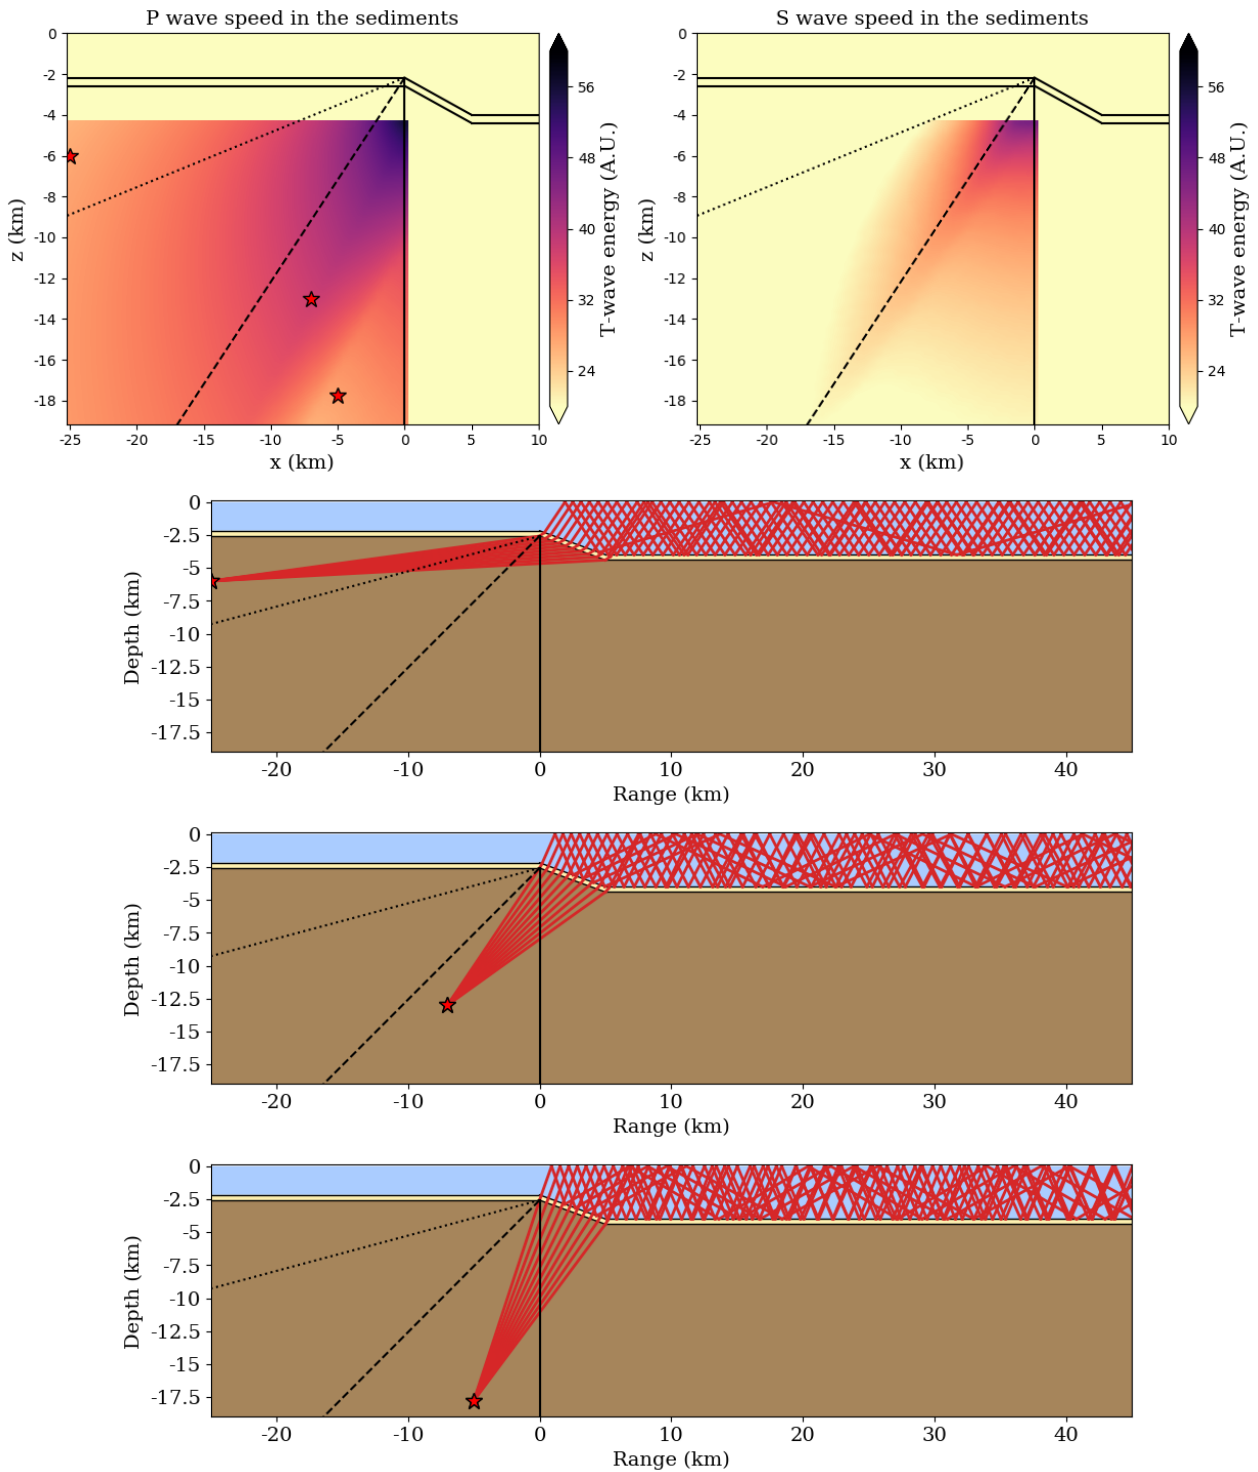 P wave speed in the sediments
0
-2
-4
-6
-8
-10
-12
-14
-16
-18
z (km)
-25 -20 -15 -10 -5 0 5 10
x (km)
56
48
40
32
24
T-wave energy (A.U.)
S wave speed in the sediments
0
-2
-4
-6
-8
-10
-12
-14
-16
-18
z (km)
-25 -20 -15 -10 -5 0 5 10
x (km)
56
48
40
32
24
T-wave energy (A.U.)
0
-2.5
-5
-7.5
-10
-12.5
-15
-17.5
Depth (km)
-20 -10 0 10 20 30 40
Range (km)
0
-2.5
-5
-7.5
-10
-12.5
-15
-17.5
Depth (km)
-20 -10 0 10 20 30 40
Range (km)
0
-2.5
-5
-7.5
-10
-12.5
-15
-17.5
Depth (km)
-20 -10 0 10 20 30 40
Range (km)